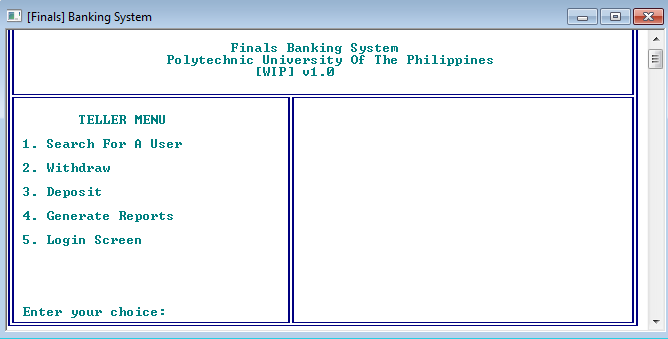 [Finals] Banking System
Finals Banking System
Polytechnic University Of The Philippines
[WIP] v1.0
TELLER MENU
1. Search For A User
2. Withdraw
3. Deposit
4. Generate Reports
5. Login Screen
Enter your choice: